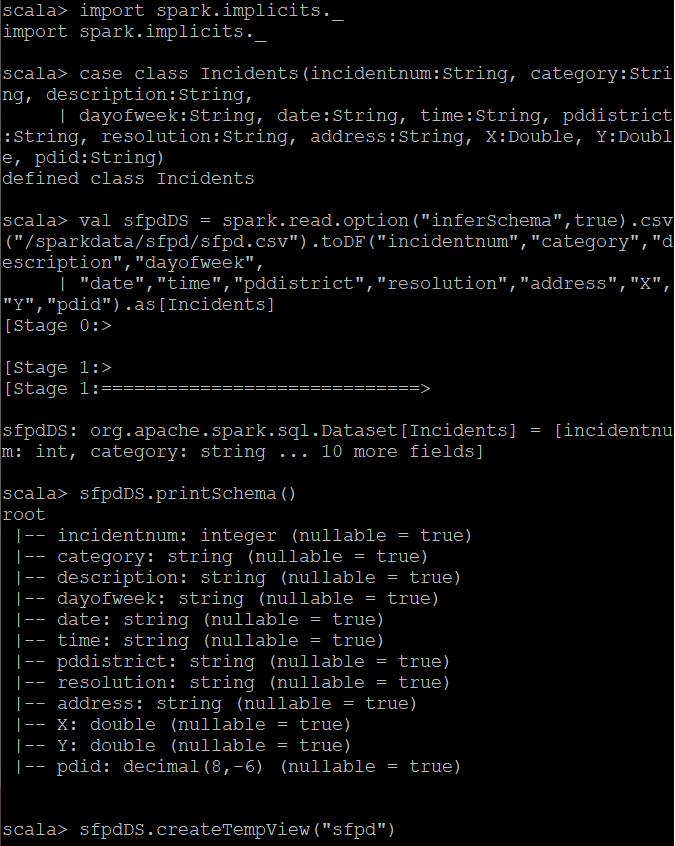 scala> import spark.implicits._
import spark.implicits._
scala> case class Incidents(incidentnum:String, category:Stri
ng, description:String,
| dayofweek:String, date:String, time:String, pddistrict
:String, resolution:String, address:String, X:Double, Y:Doubl
e, pdid:String)
defined class Incidents
scala> val sfpdDS = spark.read.option("inferSchema",true).csv
("/sparkdata/sfpd/sfpd.csv").toDF("incidentnum","category","d
escription","dayofweek",
| "date","time","pddistrict","resolution","address","X",
"Y","pdid").as[Incidents]
[Stage 0:>
[Stage 1:>
[Stage 1:=============================>
sfpdDS: org.apache.spark.sql.Dataset[Incidents] = [incidentnu
m: int, category: string ... 10 more fields]
scala> sfpdDS.printSchema()
root
|-- incidentnum: integer (nullable = true)
|-- category: string (nullable = true)
|-- description: string (nullable = true)
|-- dayofweek: string (nullable = true)
|-- date: string (nullable = true)
|-- time: string (nullable = true)
|-- pddistrict: string (nullable = true)
|-- resolution: string (nullable = true)
|-- address: string (nullable = true)
|-- X: double (nullable = true)
|-- Y: double (nullable = true)
|-- pdid: decimal(8,-6) (nullable = true)
scala> sfpdDS.createTempView("sfpd")